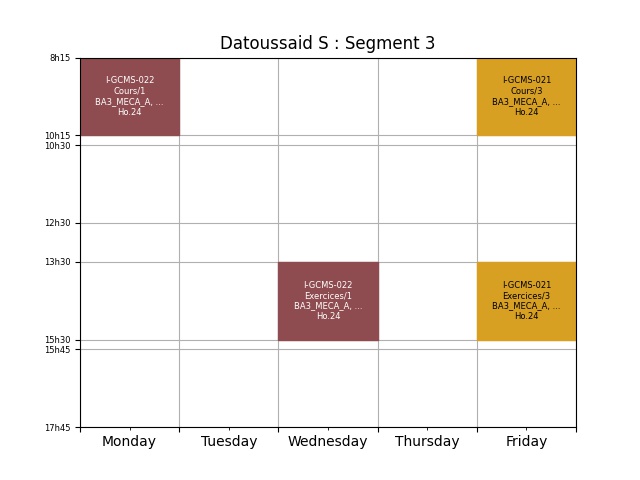 Datoussaid S : Segment 3
8h15
10h15
10h30
12h30
13h30
15h30
15h45
17h45
I-GCMS-022
Cours/1
BA3_MECA_A, ...
Ho.24
I-GCMS-021
Cours/3
BA3_MECA_A, ...
Ho.24
I-GCMS-022
Exercices/1
BA3_MECA_A, ...
Ho.24
I-GCMS-021
Exercices/3
BA3_MECA_A, ...
Ho.24
Monday
Tuesday
Wednesday
Thursday
Friday